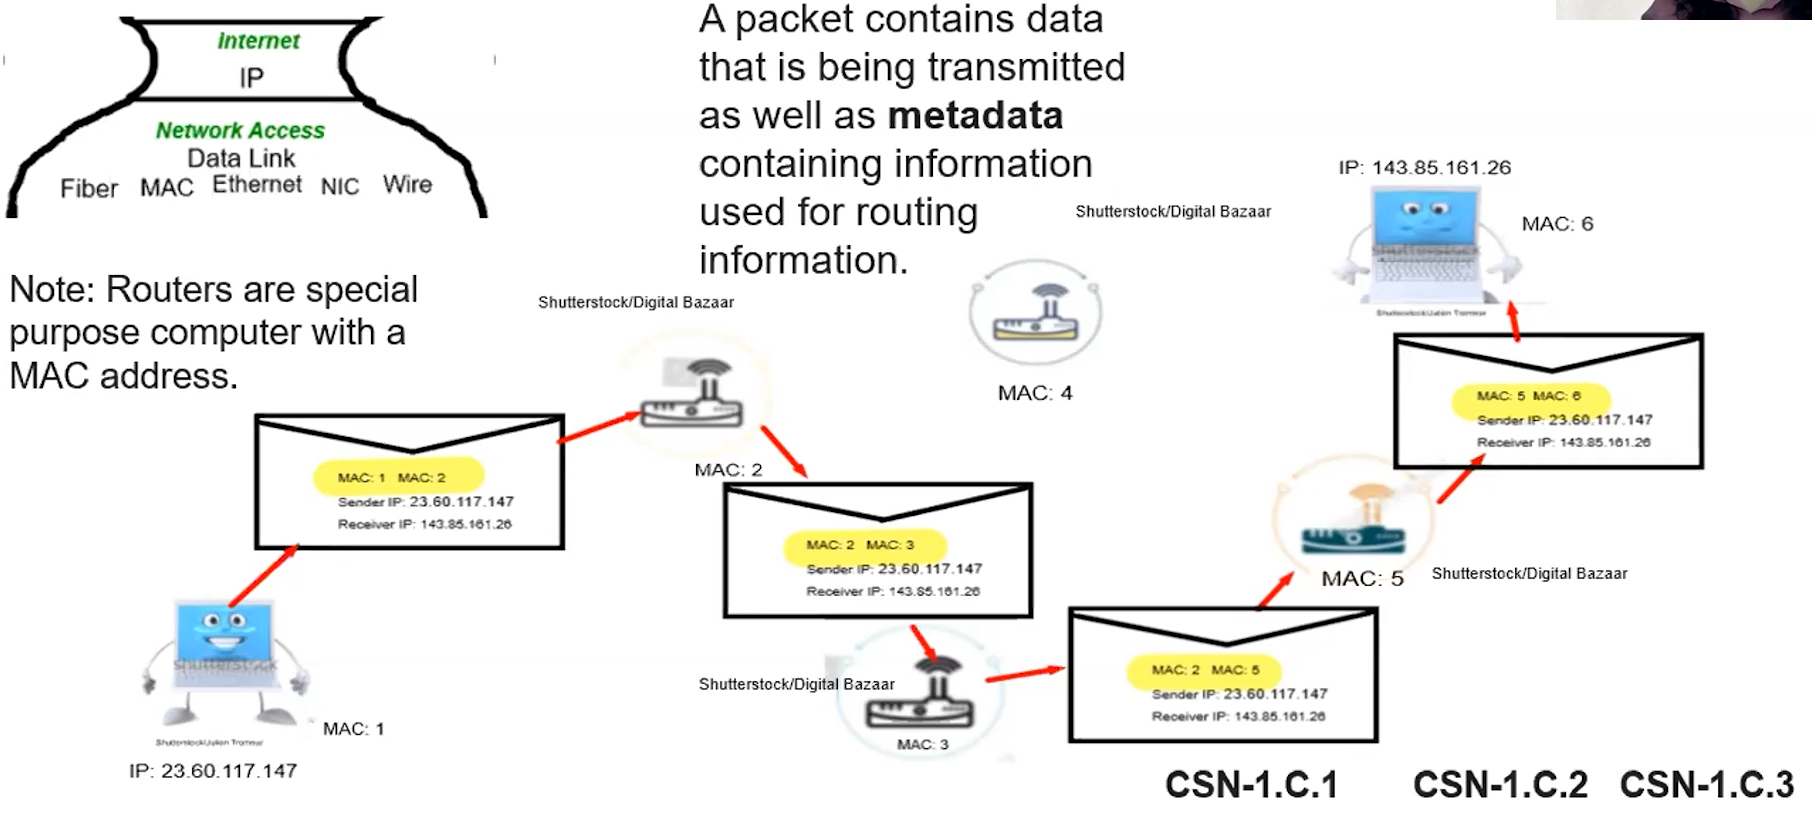 Internet
IP
Network Access
Data Link
Fiber MAC Ethernet NIC Wire
A packet contains data
that is being transmitted
as well as metadata
containing information
used for routing
information.
Note: Routers are special
purpose computer with a
MAC address.
Shutterstock/Digital Bazaar
MAC: 2
MAC: 1 MAC: 2
Sender IP: 23.60.117.147
Receiver IP: 143.85.161.26
shutterstock
MAC: 1
Shutterstock/Julien Tromeur
IP: 23.60.117.147
MAC: 2 MAC: 3
Sender IP: 23.60.117.147
Receiver IP: 143.85.161.26
Shutterstock/Digital Bazaar
MAC: 3
MAC: 4
Shutterstock/Digital Bazaar
MAC: 2 MAC: 5
Sender IP: 23.60.117.147
Receiver IP: 143.85.161.26
MAC: 5
Shutterstock/Digital Bazaar
MAC: 5 MAC: 6
Sender IP: 23.60.117.147
Receiver IP: 143.85.161.26
IP: 143.85.161.26
shutterstock
MAC: 6
Shutterstock/Julien Tromeur
CSN-1.C.1 CSN-1.C.2 CSN-1.C.3